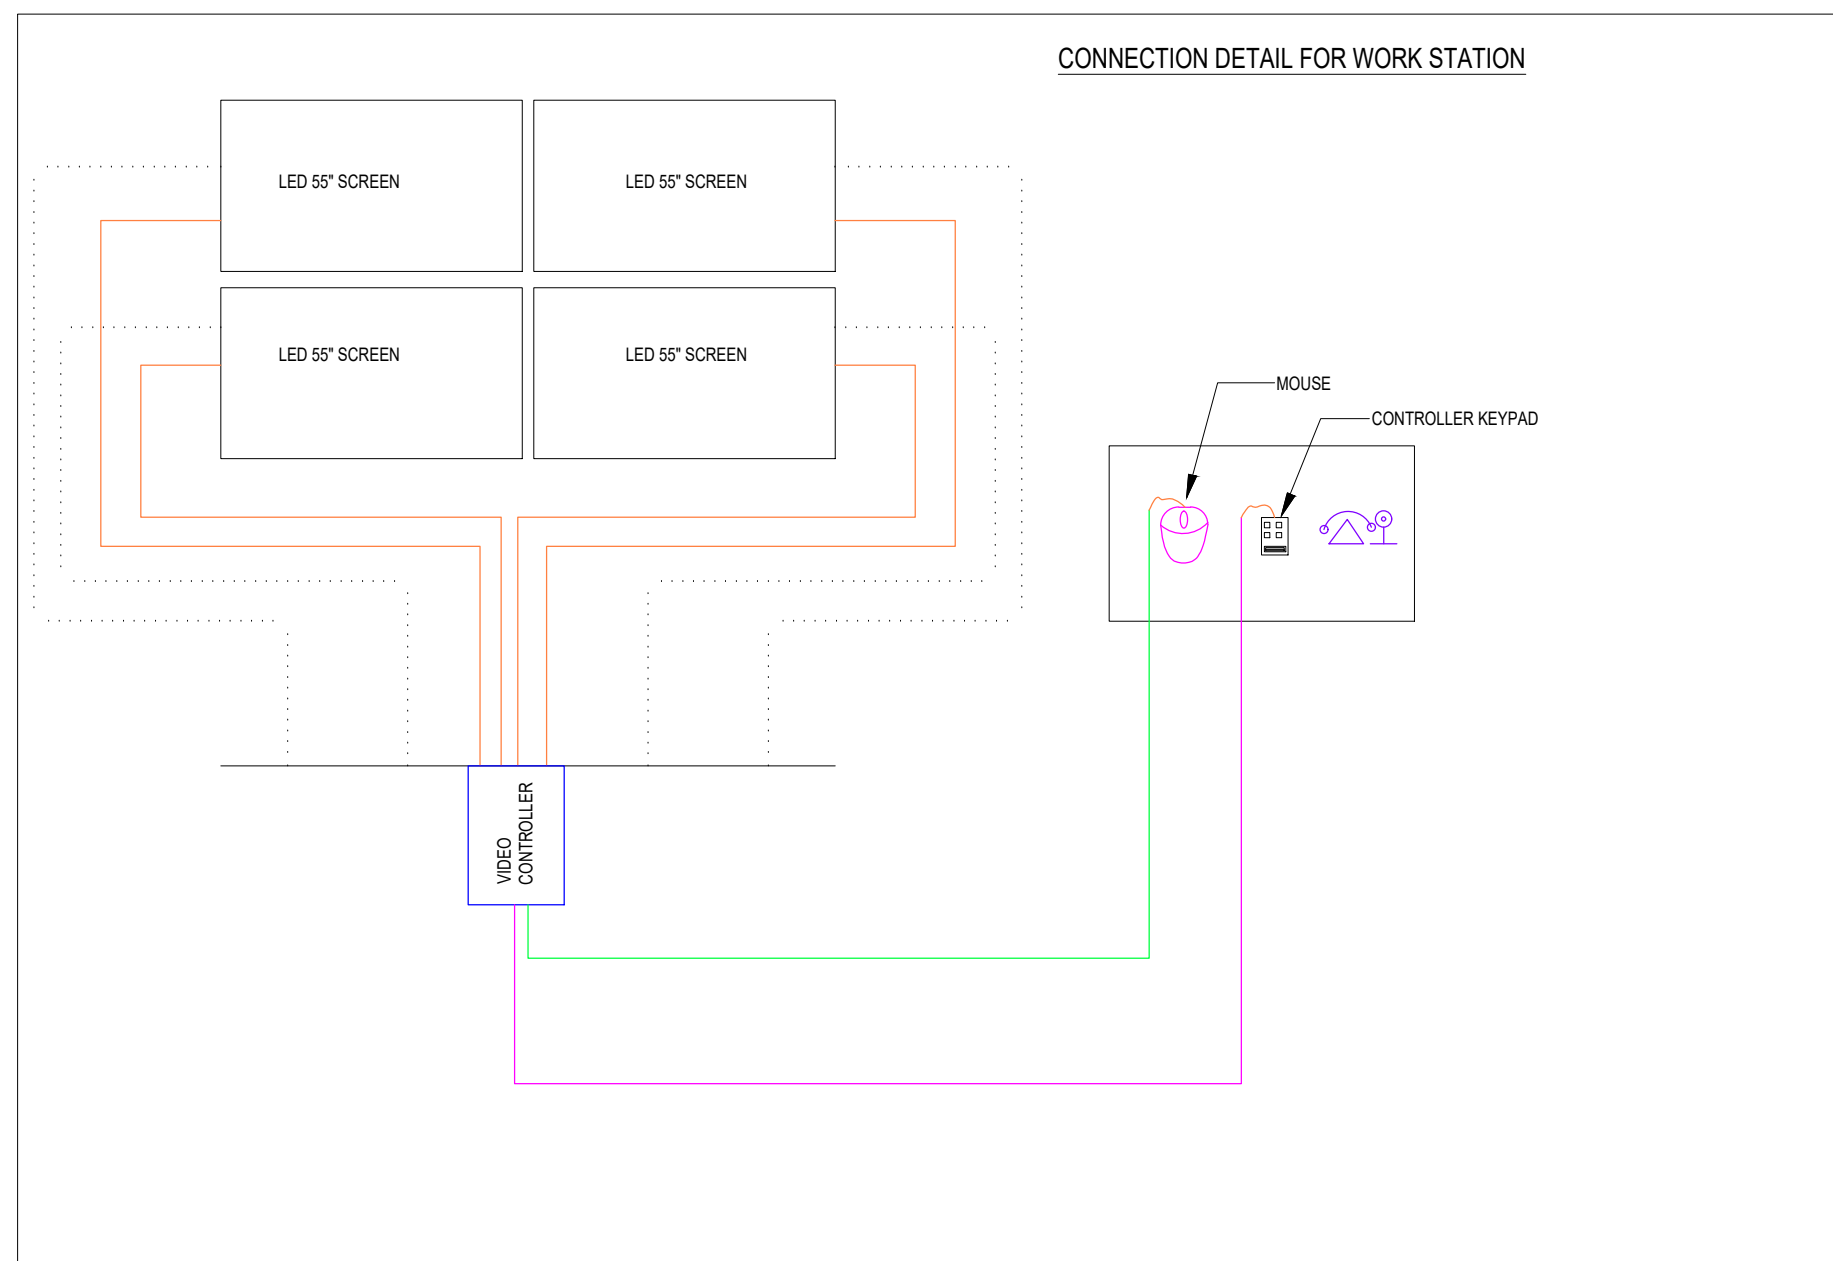 CONNECTION DETAIL FOR WORK STATION
LED 55" SCREEN
LED 55" SCREEN
LED 55" SCREEN
LED 55" SCREEN
MOUSE
CONTROLLER KEYPAD
VIDEO
CONTROLLER